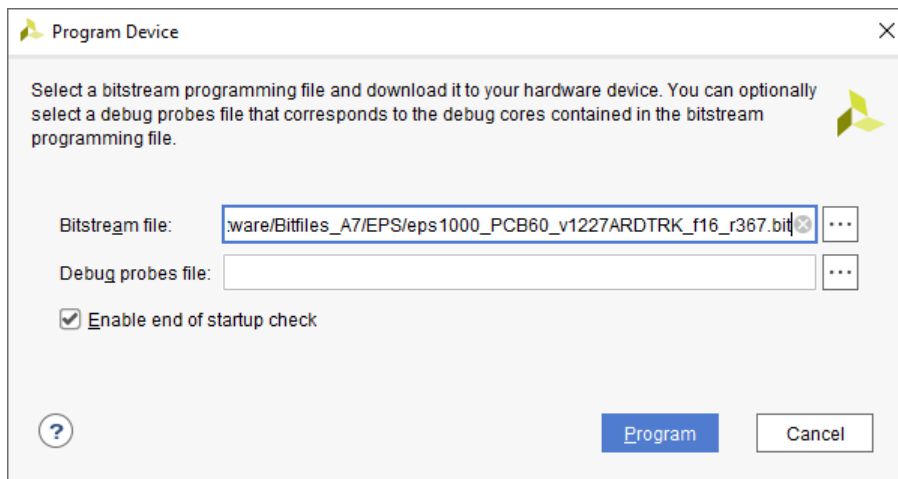 Program Device
Select a bitstream programming file and download it to your hardware device. You can optionally
select a debug probes file that corresponds to the debug cores contained in the bitstream
programming file.
Bitstream file: :ware/Bitfiles_A7/EPS/eps1000_PCB60_v1227ARDTRK_f16_r367.bit ...
Debug probes file: ...
Enable end of startup check
? Program Cancel